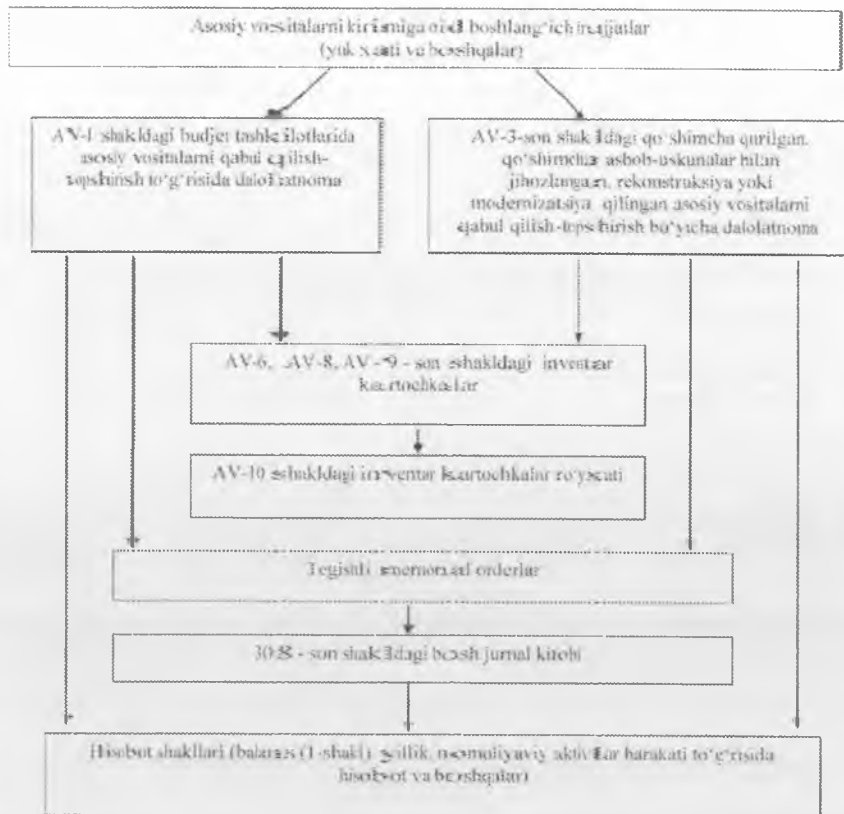 Asosiy vositalarni kirimiga oid boshlang‘ich hujjatlar
(yuk xati va boshqalar)
AV-1 shakldagi budjet tashkilotlarida
asosiy vositalarni qabul qilish-
topshirish to‘g‘risida dalolatnoma
AV-3-son shakldagi qo‘shimcha qurilgan,
qo‘shimcha asbob-uskunalar bilan
jihozlangan, rekonstruksiya yoki
modernizatsiya qilingan asosiy vositalarni
qabul qilish-topshirish bo‘yicha dalolatnoma
AV-6, AV-8, AV-9 - son shakldagi inventar
kartochkalar
AV-10 shakldagi inventar kartochkalar ro‘yxati
Tegishli memorial orderlar
308 - son shakldagi bosh jurnal kitobi
Hisobot shakllari (balans (1-shakl), yillik, nomoliyaviy aktivlar harakati to‘g‘risida
hisobot va boshqalar)